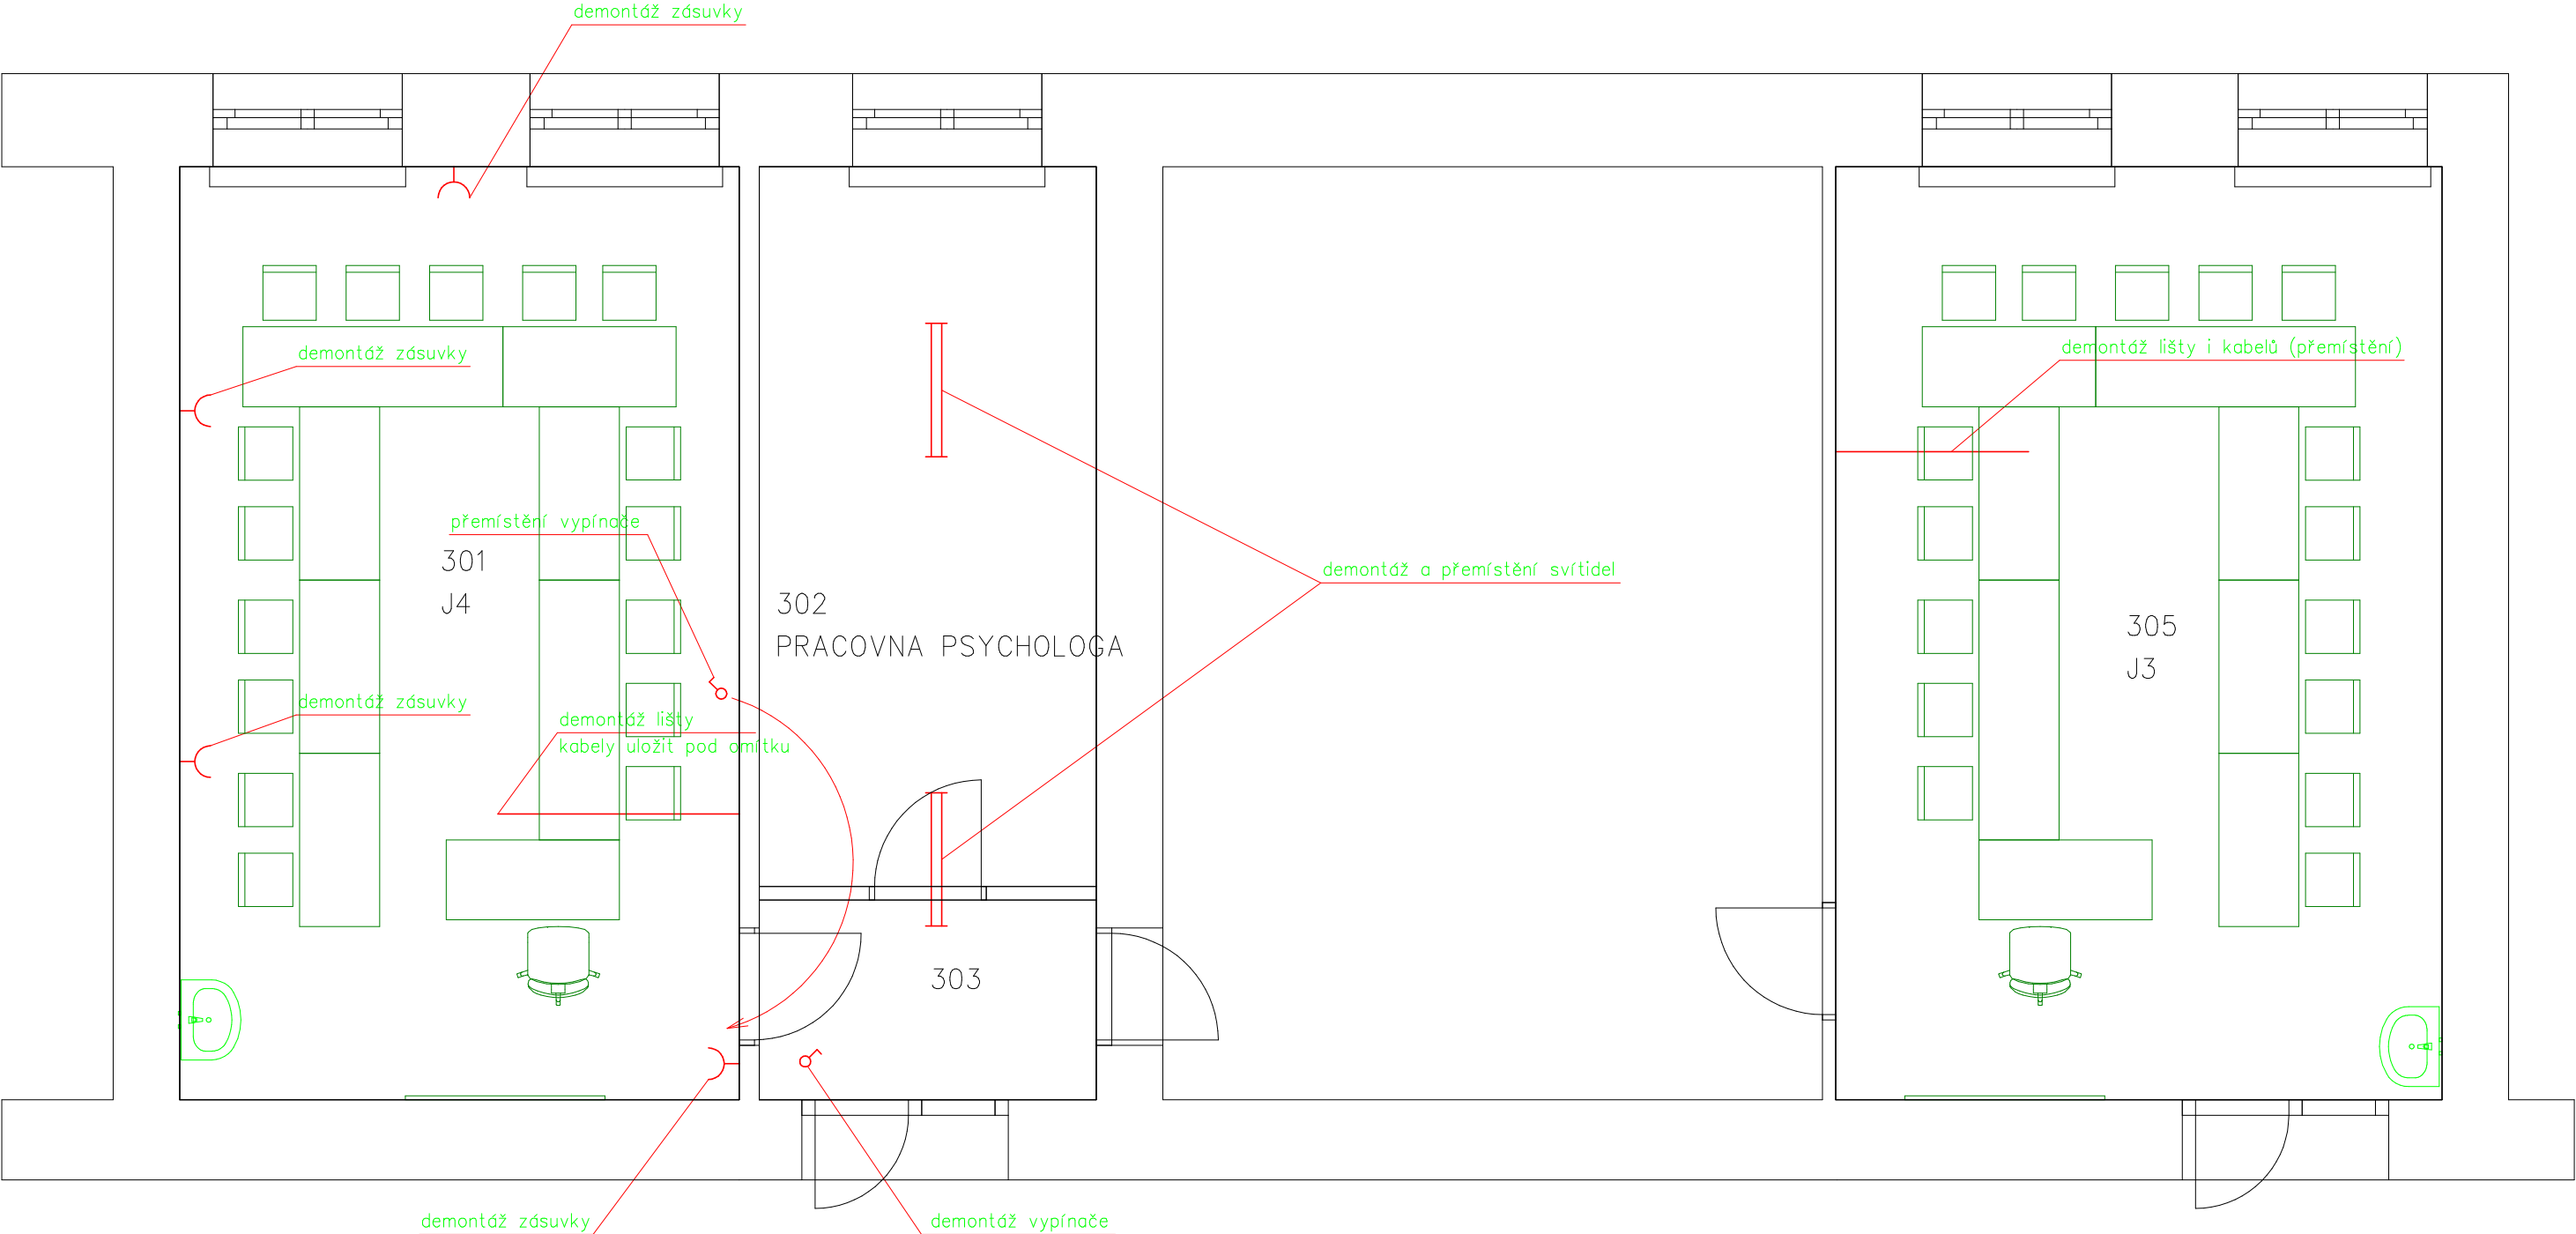 demontáž zásuvky
demontáž zásuvky
demontáž lišty i kabelů (přemístění)
přemístění vypínače
301
J4
demontáž a přemístění svítidel
302
PRACOVNA PSYCHOLOGA
305
J3
demontáž zásuvky
demontáž lišty
kabely uložit pod omítku
303
demontáž zásuvky
demontáž vypínače